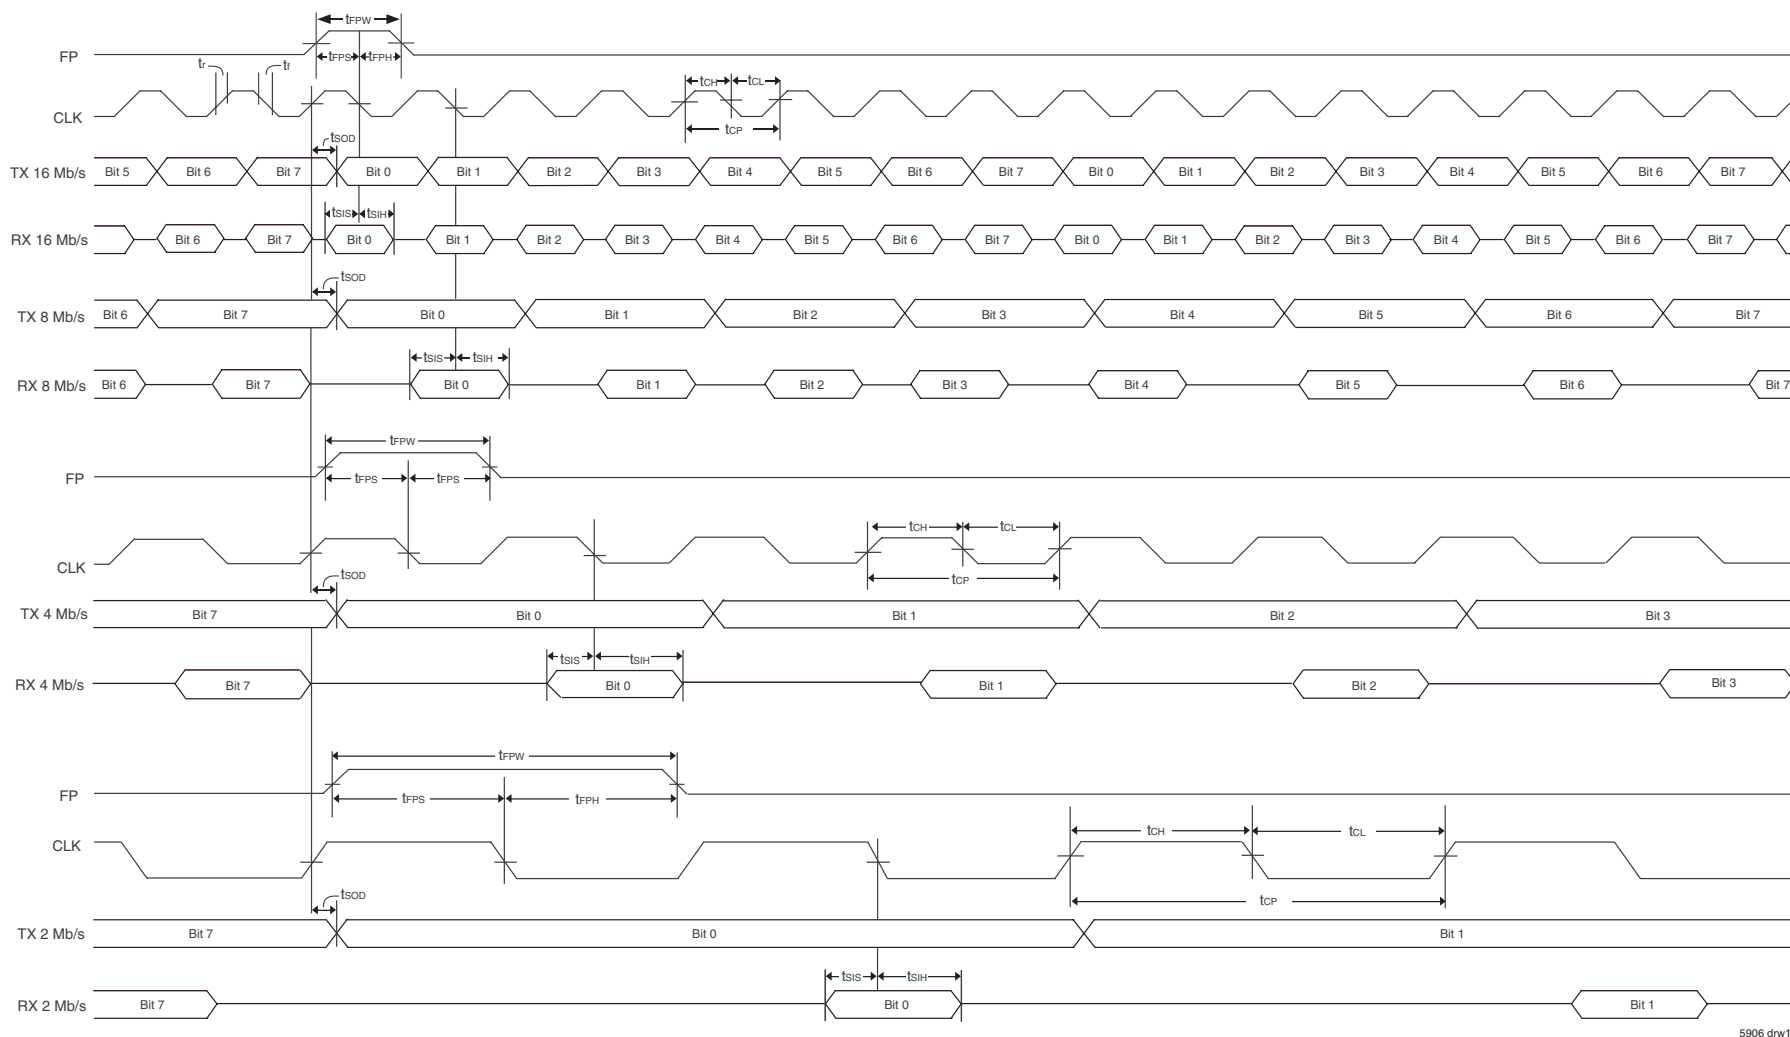 tFPW
FP
tFPS
tFPH
tr
tf
tCH
tCL
CLK
tCP
tSOD
TX 16 Mb/s
Bit 5
Bit 6
Bit 7
Bit 0
Bit 1
Bit 2
Bit 3
Bit 4
Bit 5
Bit 6
Bit 7
Bit 0
Bit 1
Bit 2
Bit 3
Bit 4
Bit 5
Bit 6
Bit 7
tSIS
tSIH
RX 16 Mb/s
Bit 6
Bit 7
Bit 0
Bit 1
Bit 2
Bit 3
Bit 4
Bit 5
Bit 6
Bit 7
Bit 0
Bit 1
Bit 2
Bit 3
Bit 4
Bit 5
Bit 6
Bit 7
tSOD
TX 8 Mb/s
Bit 6
Bit 7
Bit 0
Bit 1
Bit 2
Bit 3
Bit 4
Bit 5
Bit 6
Bit 7
tSIS
tSIH
RX 8 Mb/s
Bit 6
Bit 7
Bit 0
Bit 1
Bit 2
Bit 3
Bit 4
Bit 5
Bit 6
Bit 7
tFPW
FP
tFPS
tFPS
tCH
tCL
CLK
tCP
tSOD
TX 4 Mb/s
Bit 7
Bit 0
Bit 1
Bit 2
Bit 3
tSIS
tSIH
RX 4 Mb/s
Bit 7
Bit 0
Bit 1
Bit 2
Bit 3
tFPW
FP
tFPS
tFPH
tCH
tCL
CLK
tCP
tSOD
TX 2 Mb/s
Bit 7
Bit 0
Bit 1
tSIS
tSIH
RX 2 Mb/s
Bit 7
Bit 0
Bit 1
5906 drw1